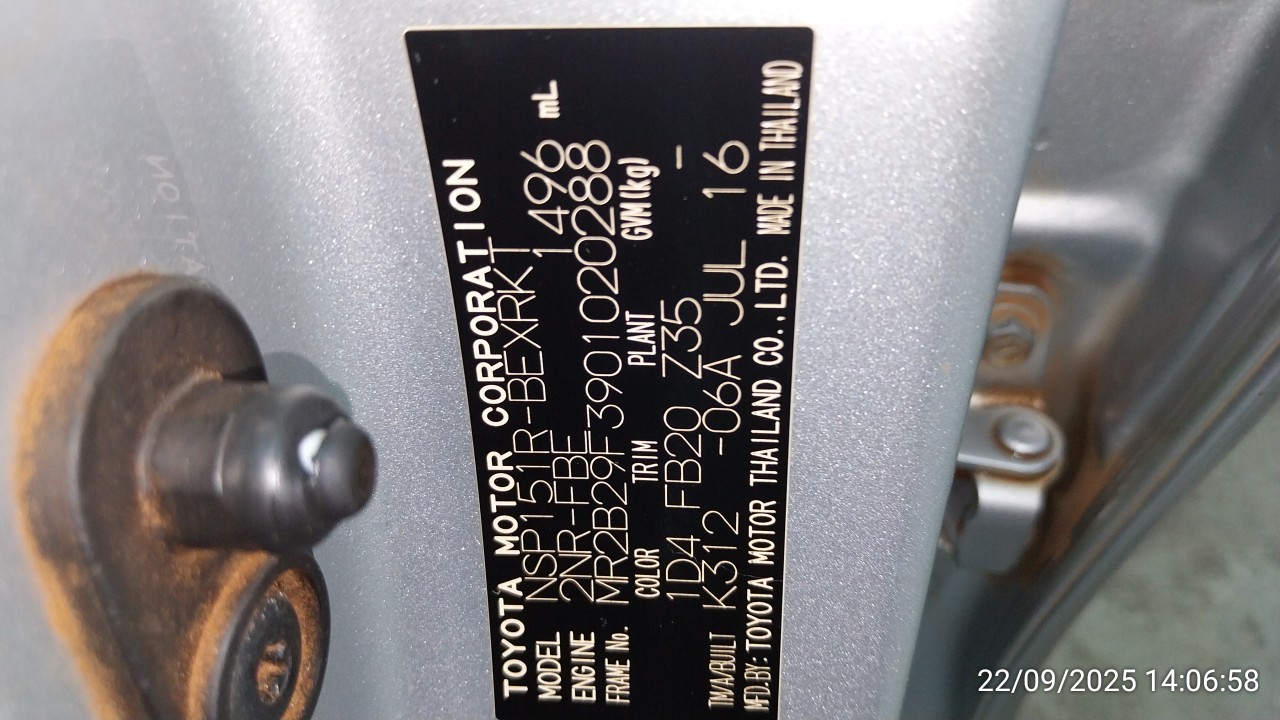 TOYOTA MOTOR CORPORATION
MODEL NSP151R-BEXRKT
ENGINE 2NR-FBE 1496 mL
FRAME No. MR2B29F3901020288
COLOR TRIM PLANT GVM(kg)
1D4 FB20 Z35 -
TM/A/BUILT K312 -06A JUL 16
MFD.BY: TOYOTA MOTOR THAILAND CO.,LTD. MADE IN THAILAND
22/09/2025 14:06:58